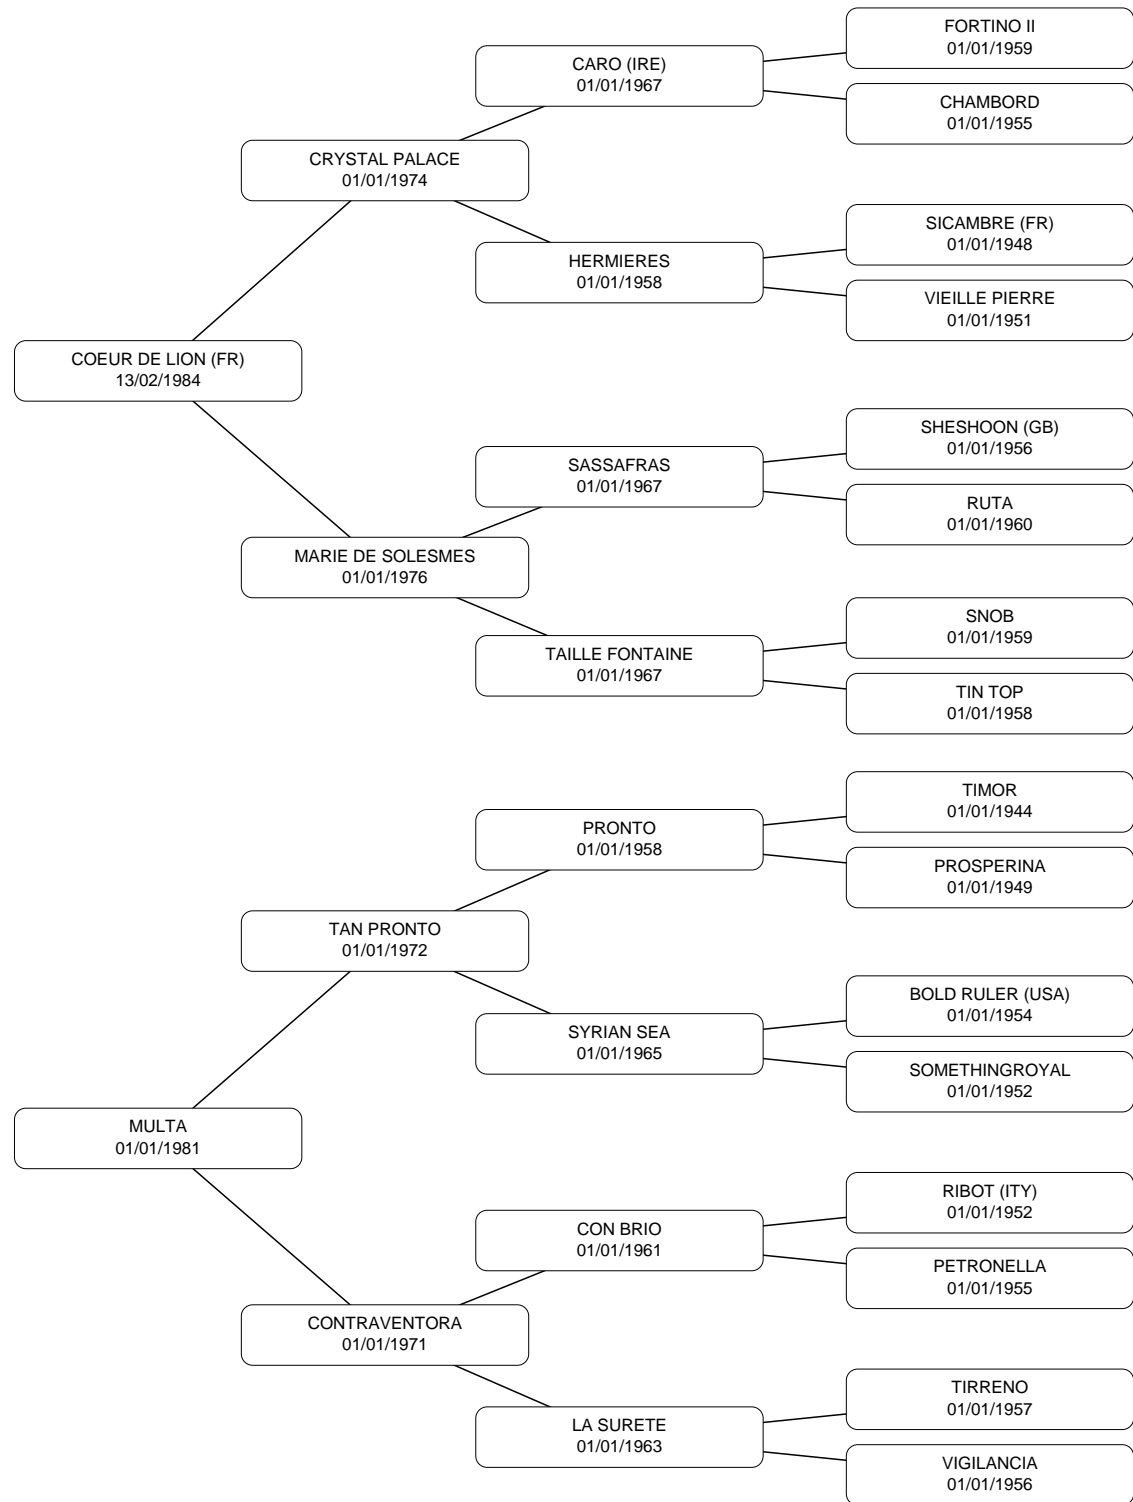 FORTINO II
01/01/1959
CARO (IRE)
01/01/1967
CHAMBORD
01/01/1955
CRYSTAL PALACE
01/01/1974
SICAMBRE (FR)
01/01/1948
HERMIERES
01/01/1958
VIEILLE PIERRE
01/01/1951
COEUR DE LION (FR)
13/02/1984
SHESHOON (GB)
01/01/1956
SASSAFRAS
01/01/1967
RUTA
01/01/1960
MARIE DE SOLESMES
01/01/1976
SNOB
01/01/1959
TAILLE FONTAINE
01/01/1967
TIN TOP
01/01/1958
TIMOR
01/01/1944
PRONTO
01/01/1958
PROSPERINA
01/01/1949
TAN PRONTO
01/01/1972
BOLD RULER (USA)
01/01/1954
SYRIAN SEA
01/01/1965
SOMETHINGROYAL
01/01/1952
MULTA
01/01/1981
RIBOT (ITY)
01/01/1952
CON BRIO
01/01/1961
PETRONELLA
01/01/1955
CONTRAVENTORA
01/01/1971
TIRRENO
01/01/1957
LA SURETE
01/01/1963
VIGILANCIA
01/01/1956